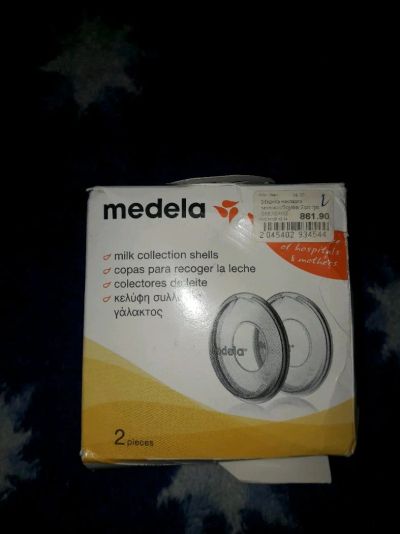 medela
861.90
2 045402 934544
of hospitals
& mothers
milk collection shells
copas para recoger la leche
colectores de leite
κελύφη συλλογής
γάλακτος
medela
2 pieces